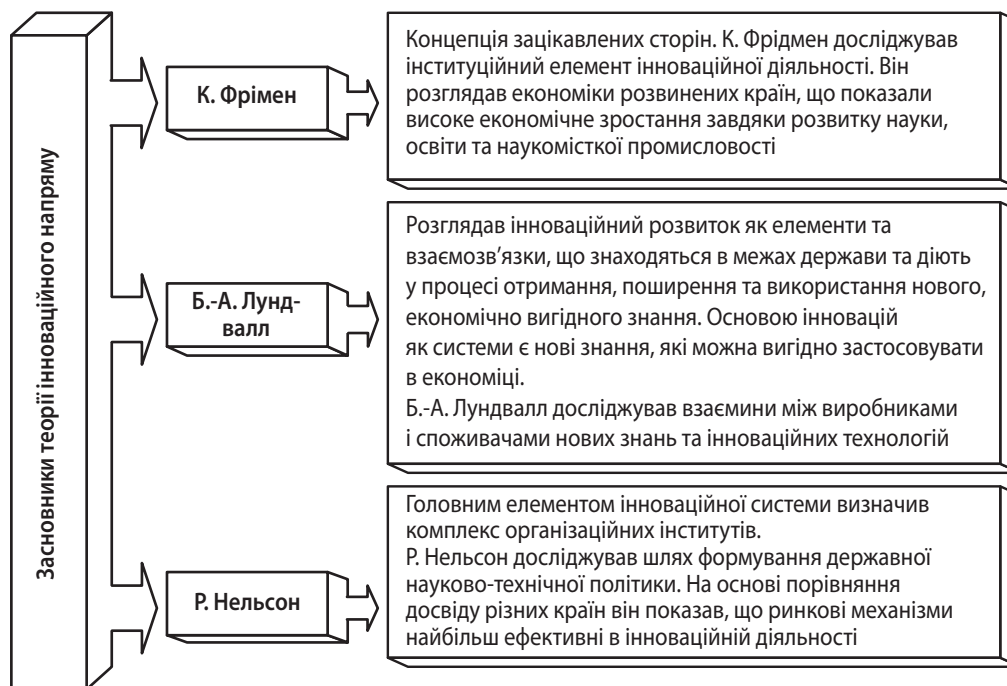 Засновники теорії інноваційного напряму
К. Фрімен
Концепція зацікавлених сторін. К. Фрідмен досліджував
інституційний елемент інноваційної діяльності. Він
розглядав економіки розвинених країн, що показали
високе економічне зростання завдяки розвитку науки,
освіти та наукомісткої промисловості
Б.-А. Лунд-
валл
Розглядав інноваційний розвиток як елементи та
взаємозв’язки, що знаходяться в межах держави та діють
у процесі отримання, поширення та використання нового,
економічно вигідного знання. Основою інновацій
як системи є нові знання, які можна вигідно застосовувати
в економіці.
Б.-А. Лундвалл досліджував взаємини між виробниками
і споживачами нових знань та інноваційних технологій
Р. Нельсон
Головним елементом інноваційної системи визначив
комплекс організаційних інститутів.
Р. Нельсон досліджував шлях формування державної
науково-технічної політики. На основі порівняння
досвіду різних країн він показав, що ринкові механізми
найбільш ефективні в інноваційній діяльності